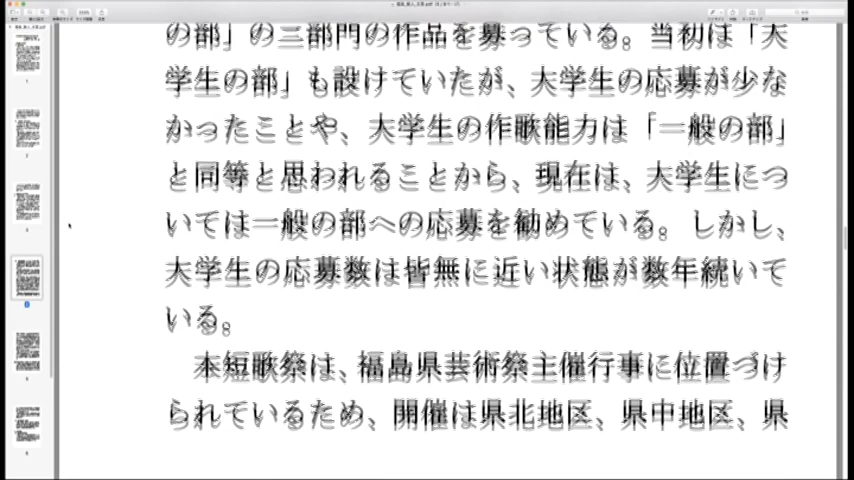 の部」の三部門の作品を募っている。当初は「大
学生の部」も設けていたが、大学生の応募が少な
かったことや、大学生の作歌能力は「一般の部」
と同等と思われることから、現在は、大学生につ
いては一般の部への応募を勧めている。しかし、
大学生の応募数は皆無に近い状態が数年続いて
いる。
本短歌祭は、福島県芸術祭主催行事に位置づけ
られているため、開催は県北地区、県中地区、県